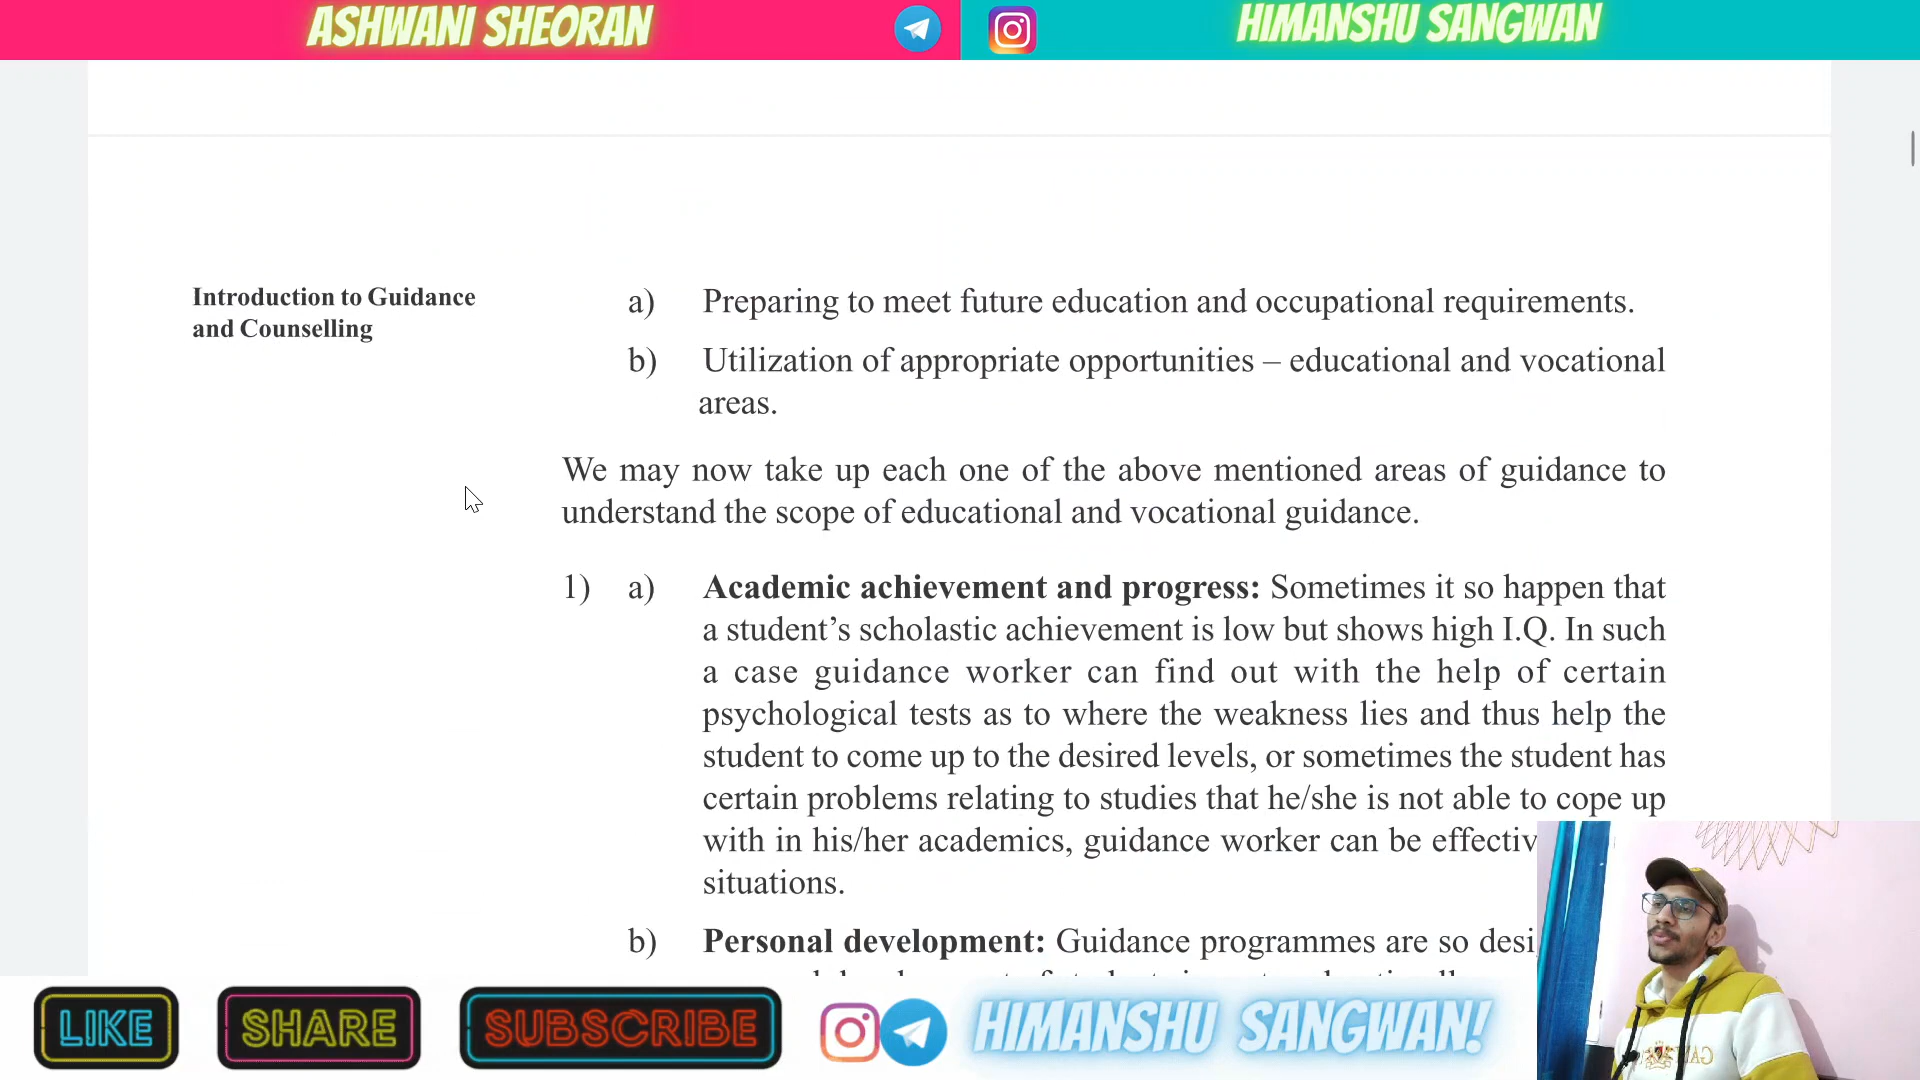 ASHWANI SHEORAN
HIMANSHU SANGWAN
Introduction to Guidance
and Counselling
a) Preparing to meet future education and occupational requirements.
b) Utilization of appropriate opportunities – educational and vocational
areas.
We may now take up each one of the above mentioned areas of guidance to
understand the scope of educational and vocational guidance.
1) a) Academic achievement and progress: Sometimes it so happen that
a student's scholastic achievement is low but shows high I.Q. In such
a case guidance worker can find out with the help of certain
psychological tests as to where the weakness lies and thus help the
student to come up to the desired levels, or sometimes the student has
certain problems relating to studies that he/she is not able to cope up
with in his/her academics, guidance worker can be effectiv
situations.
b) Personal development: Guidance programmes are so desi
LIKE
SHARE
SUBSCRIBE
HIMANSHU SANGWAN!